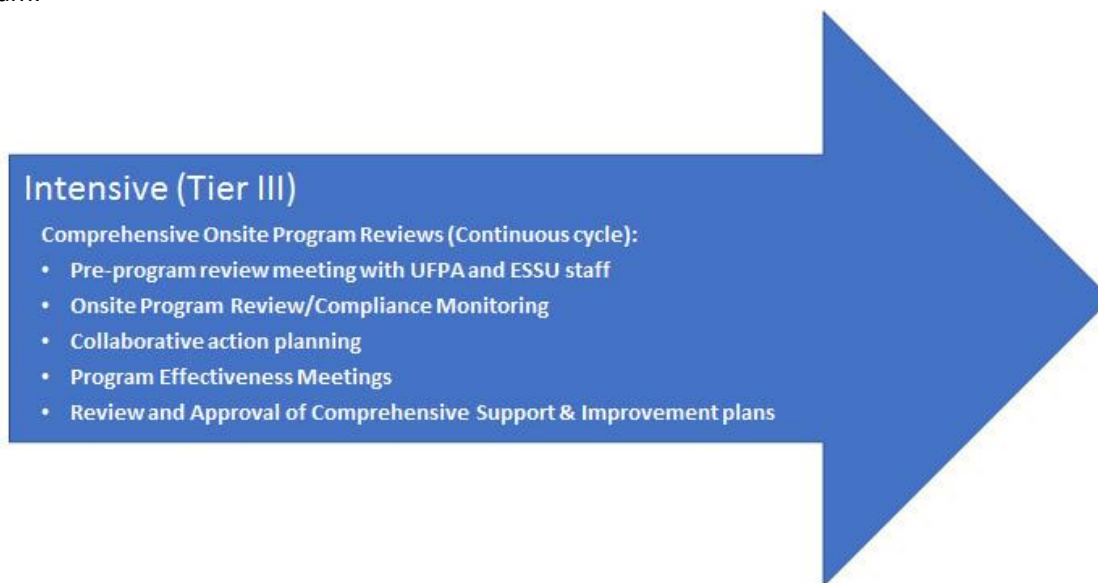 Intensive (Tier III)
Comprehensive Onsite Program Reviews (Continuous cycle):
• Pre-program review meeting with UFPA and ESSU staff
• Onsite Program Review/Compliance Monitoring
• Collaborative action planning
• Program Effectiveness Meetings
• Review and Approval of Comprehensive Support & Improvement plans